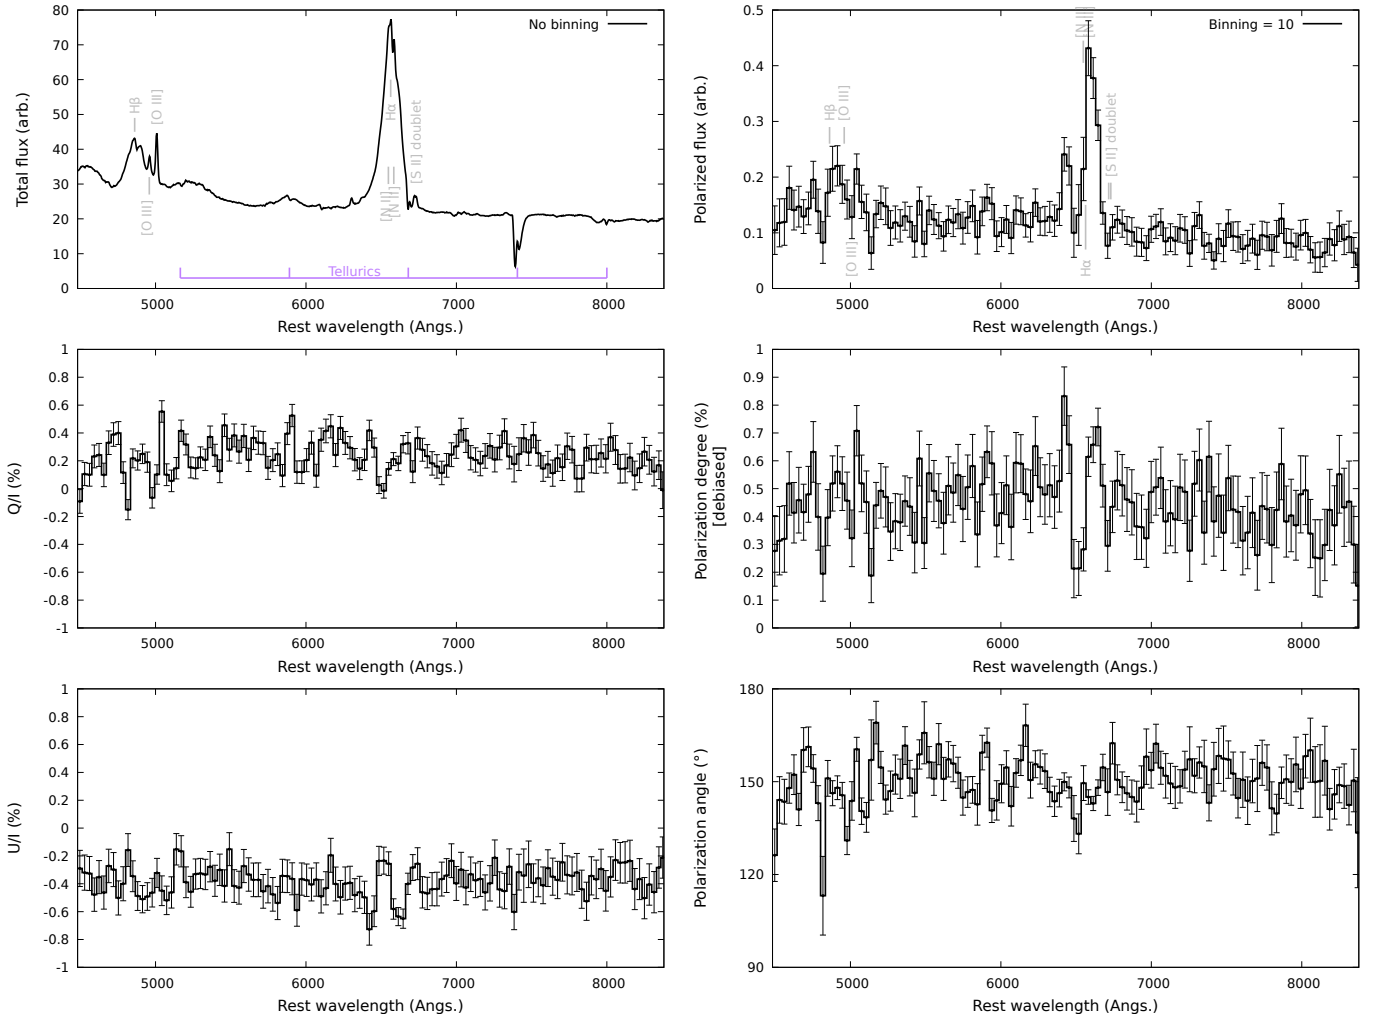 No binning
Total flux (arb.)
80
70
60
50
40
30
20
10
0
Hβ
[O III]
[O III]
Hα
[N II]
[N II]
[S II] doublet
Tellurics
5000
6000
7000
8000
Rest wavelength (Angs.)
Binning = 10
Polarized flux (arb.)
0.5
0.4
0.3
0.2
0.1
0
Hβ
[O III]
[O III]
[N II]
[N II]
Hα
[S II] doublet
5000
6000
7000
8000
Rest wavelength (Angs.)
Q/I (%)
1
0.8
0.6
0.4
0.2
0
-0.2
-0.4
-0.6
-0.8
-1
5000
6000
7000
8000
Rest wavelength (Angs.)
Polarization degree (%)
[debiased]
1
0.9
0.8
0.7
0.6
0.5
0.4
0.3
0.2
0.1
0
5000
6000
7000
8000
Rest wavelength (Angs.)
U/I (%)
1
0.8
0.6
0.4
0.2
0
-0.2
-0.4
-0.6
-0.8
-1
5000
6000
7000
8000
Rest wavelength (Angs.)
Polarization angle (°)
180
150
120
90
5000
6000
7000
8000
Rest wavelength (Angs.)